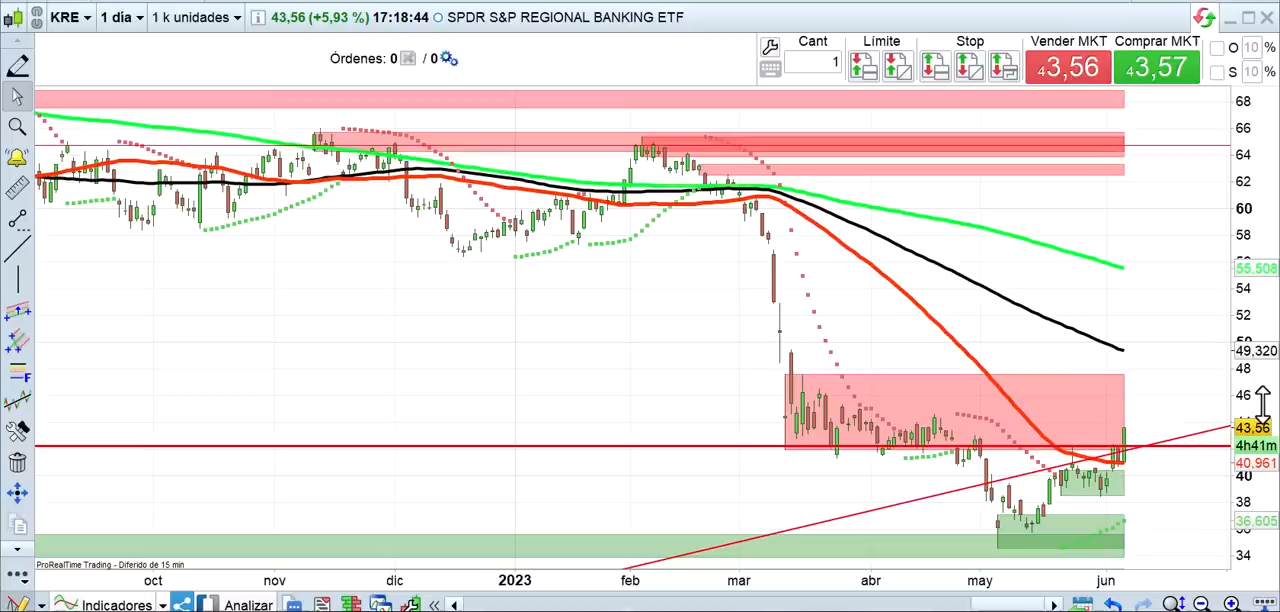 KRE 1 día 1 k unidades 43,56 (+5,93 %) 17:18:44 SPDR S&P REGIONAL BANKING ETF
Órdenes: 0 / 0
Cant Límite Stop Vender MKT Comprar MKT
1 43,56 43,57
O 10 %
S 10 %
68
66
64
62
60
58
55.508
54
52
49,320
48
46
43,56
4h41m
40,961
40
38
36.605
34
ProRealTime Trading - Diferido de 15 min
oct nov dic 2023 feb mar abr may jun
Indicadores Analizar